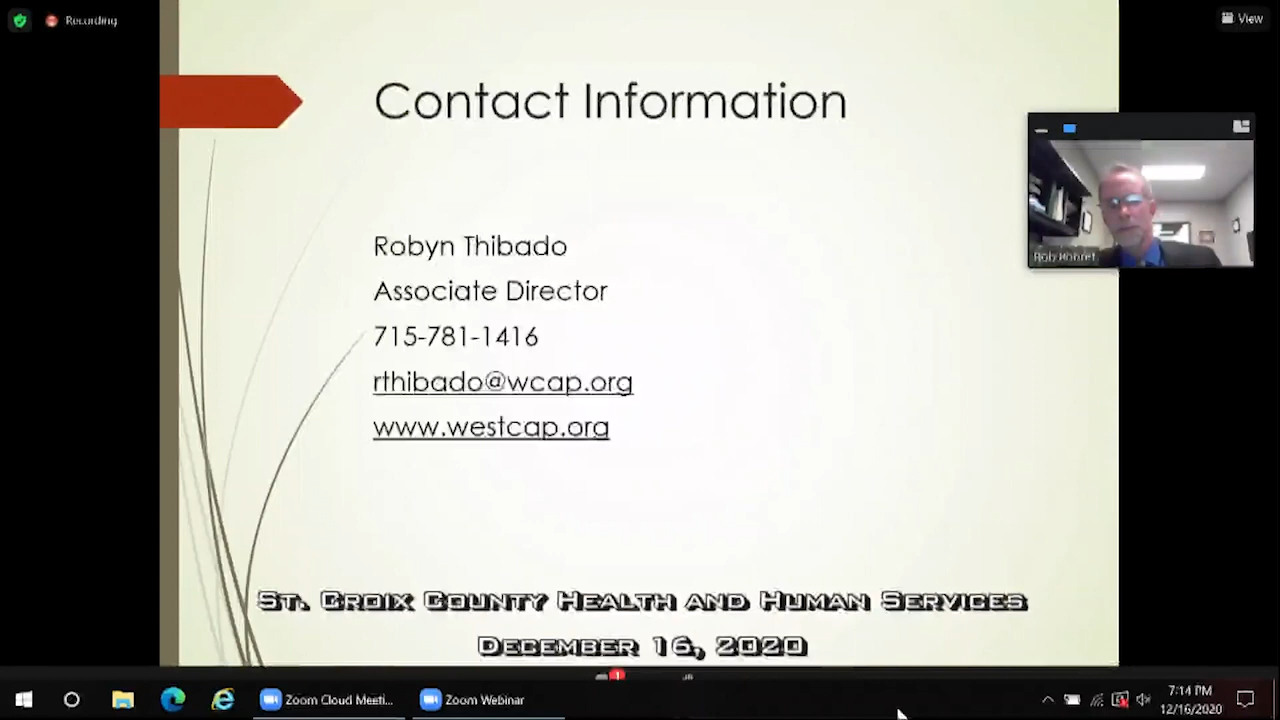 Recording
View
Contact Information
Robyn Thibado
Associate Director
715-781-1416
rthibado@wcap.org
www.westcap.org
St. Croix County Health and Human Services
December 16, 2020
1
Zoom Cloud Meeti...
Zoom Webinar
7:14 PM
12/16/2020